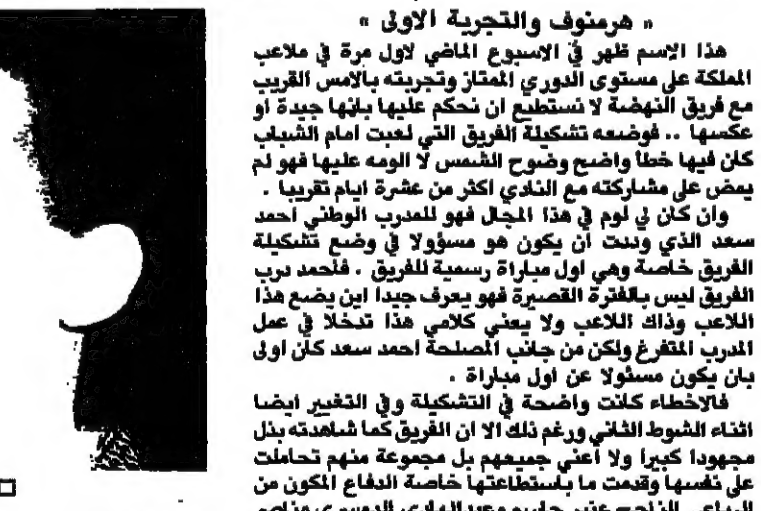 « هرمنوف والتجربة الاولى »
هذا الاسم ظهر في الاسبوع الماضي لاول مرة في ملاعب
المملكة على مستوى الدوري الممتاز وتجربته بالامس القريب
مع فريق النهضة لا نستطيع ان نحكم عليها بانها جيدة او
عكسها .. فوضعه تشكيلة الفريق التي لعبت امام الشباب
كان فيها خطأ واضح وضوح الشمس لا الومه عليها فهو لم
يمض على مشاركته مع النادي اكثر من عشرة ايام تقريبا .
وان كان لي لوم في هذا المجال فهو للمدرب الوطني احمد
سعد الذي وددت ان يكون هو مسؤولا في وضع تشكيلة
الفريق خاصة وهي اول مباراة رسمية للفريق . فأحمد درب
الفريق ليس بالفترة القصيرة فهو يعرف جيدا اين يضع هذا
اللاعب وذاك اللاعب ولا يعني كلامي هذا تدخلا في عمل
المدرب المتفرغ ولكن من جانب المصلحة احمد سعد كان اولى
بان يكون مسئولا عن اول مباراة .
فالاخطاء كانت واضحة في التشكيلة وفي التغيير ايضا
اثناء الشوط الثاني ورغم ذلك الا ان الفريق كما شاهدته بذل
مجهودا كبيرا ولا أعني جميعهم بل مجموعة منهم تحاملت
على نفسها وقدمت ما باستطاعتها خاصة الدفاع المكون من